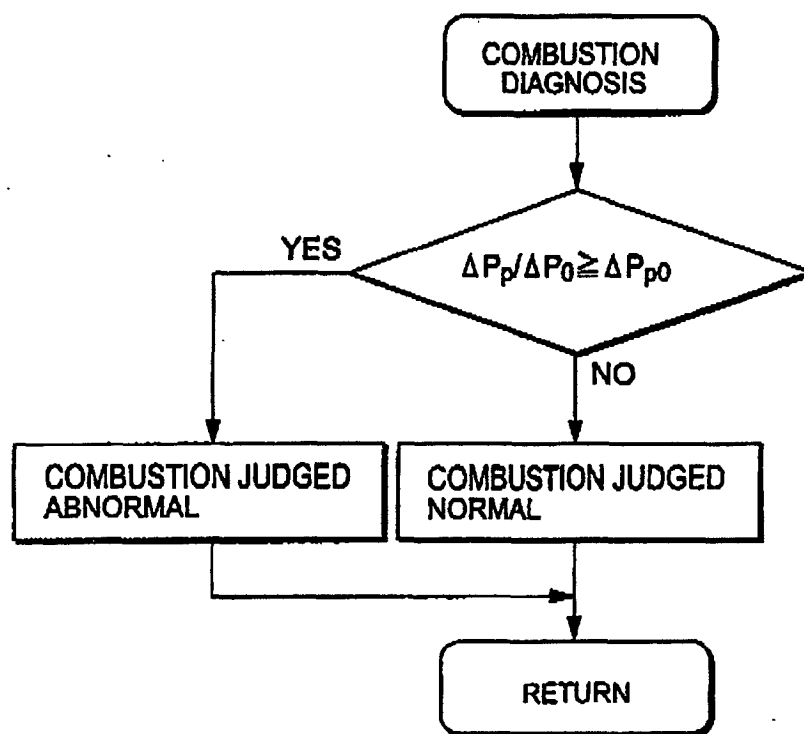 COMBUSTION
DIAGNOSIS
YES
ΔPp/ΔP0≧ΔPp0
NO
COMBUSTION JUDGED
ABNORMAL
COMBUSTION JUDGED
NORMAL
RETURN